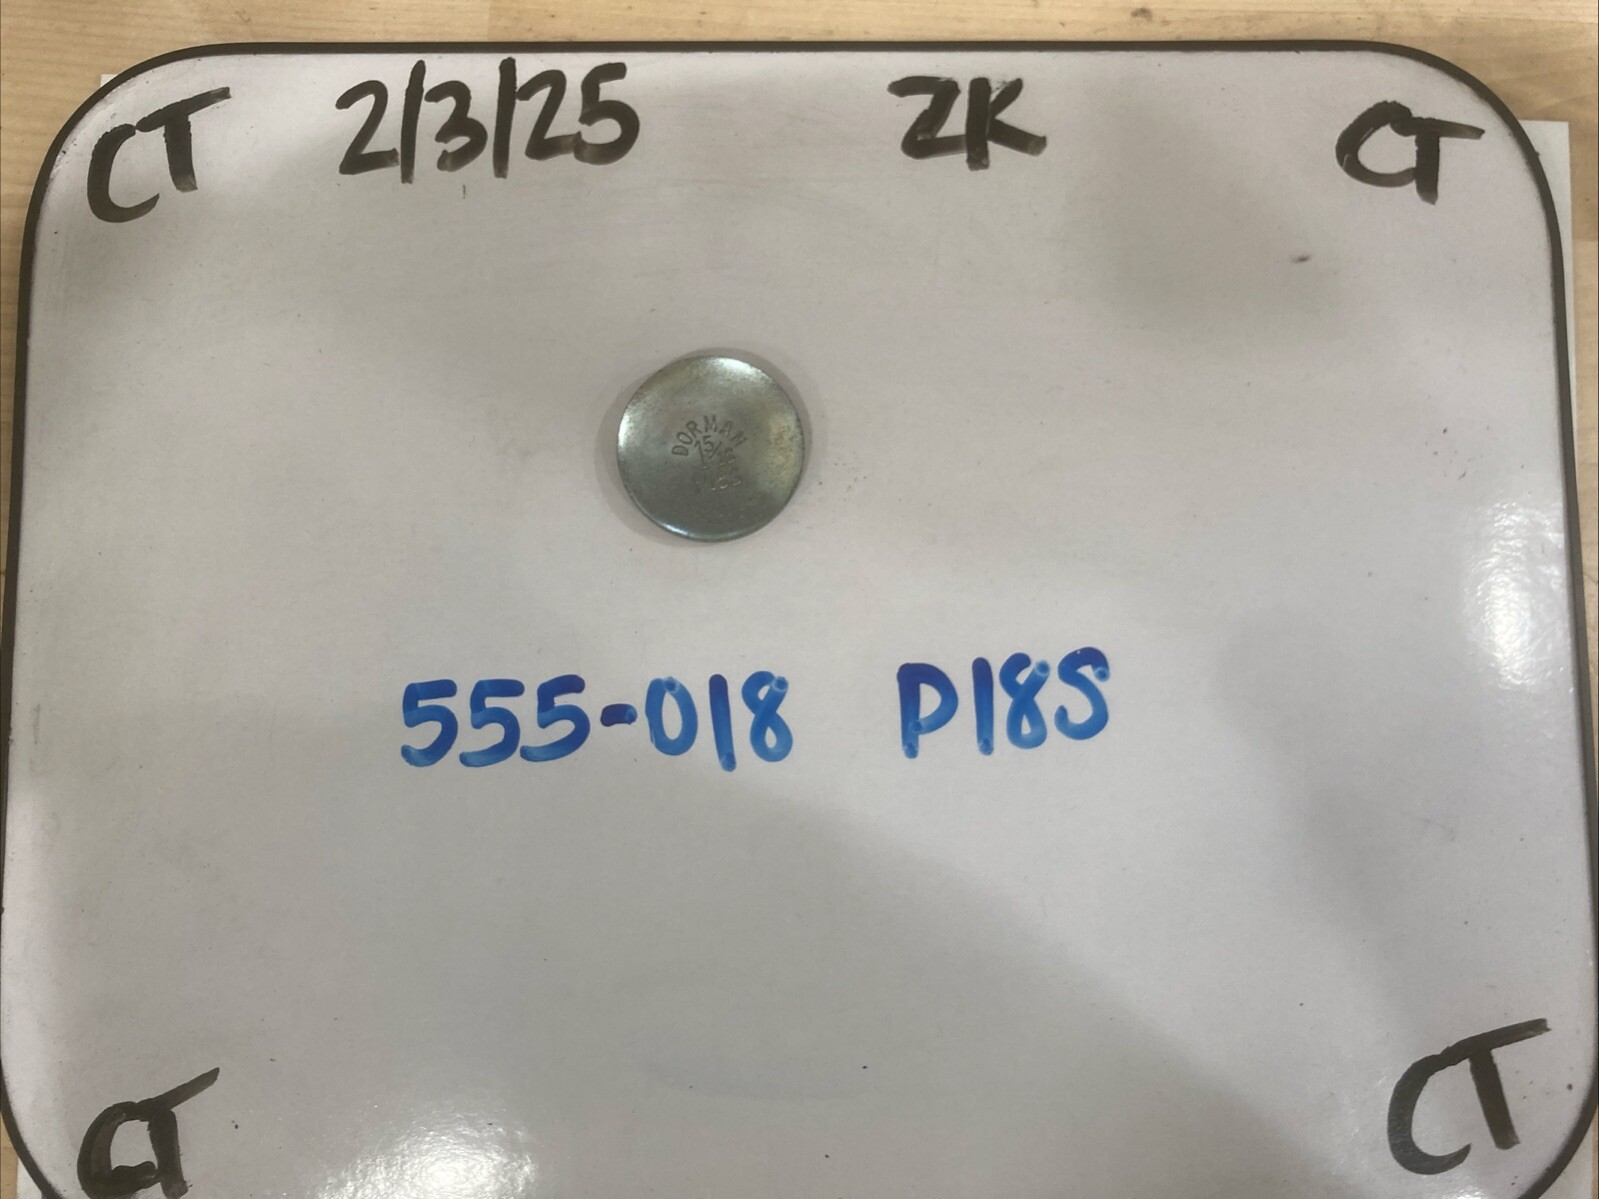 CT 2/3/25 ZK CT
DORMAN
555-018 P18S
CT CT